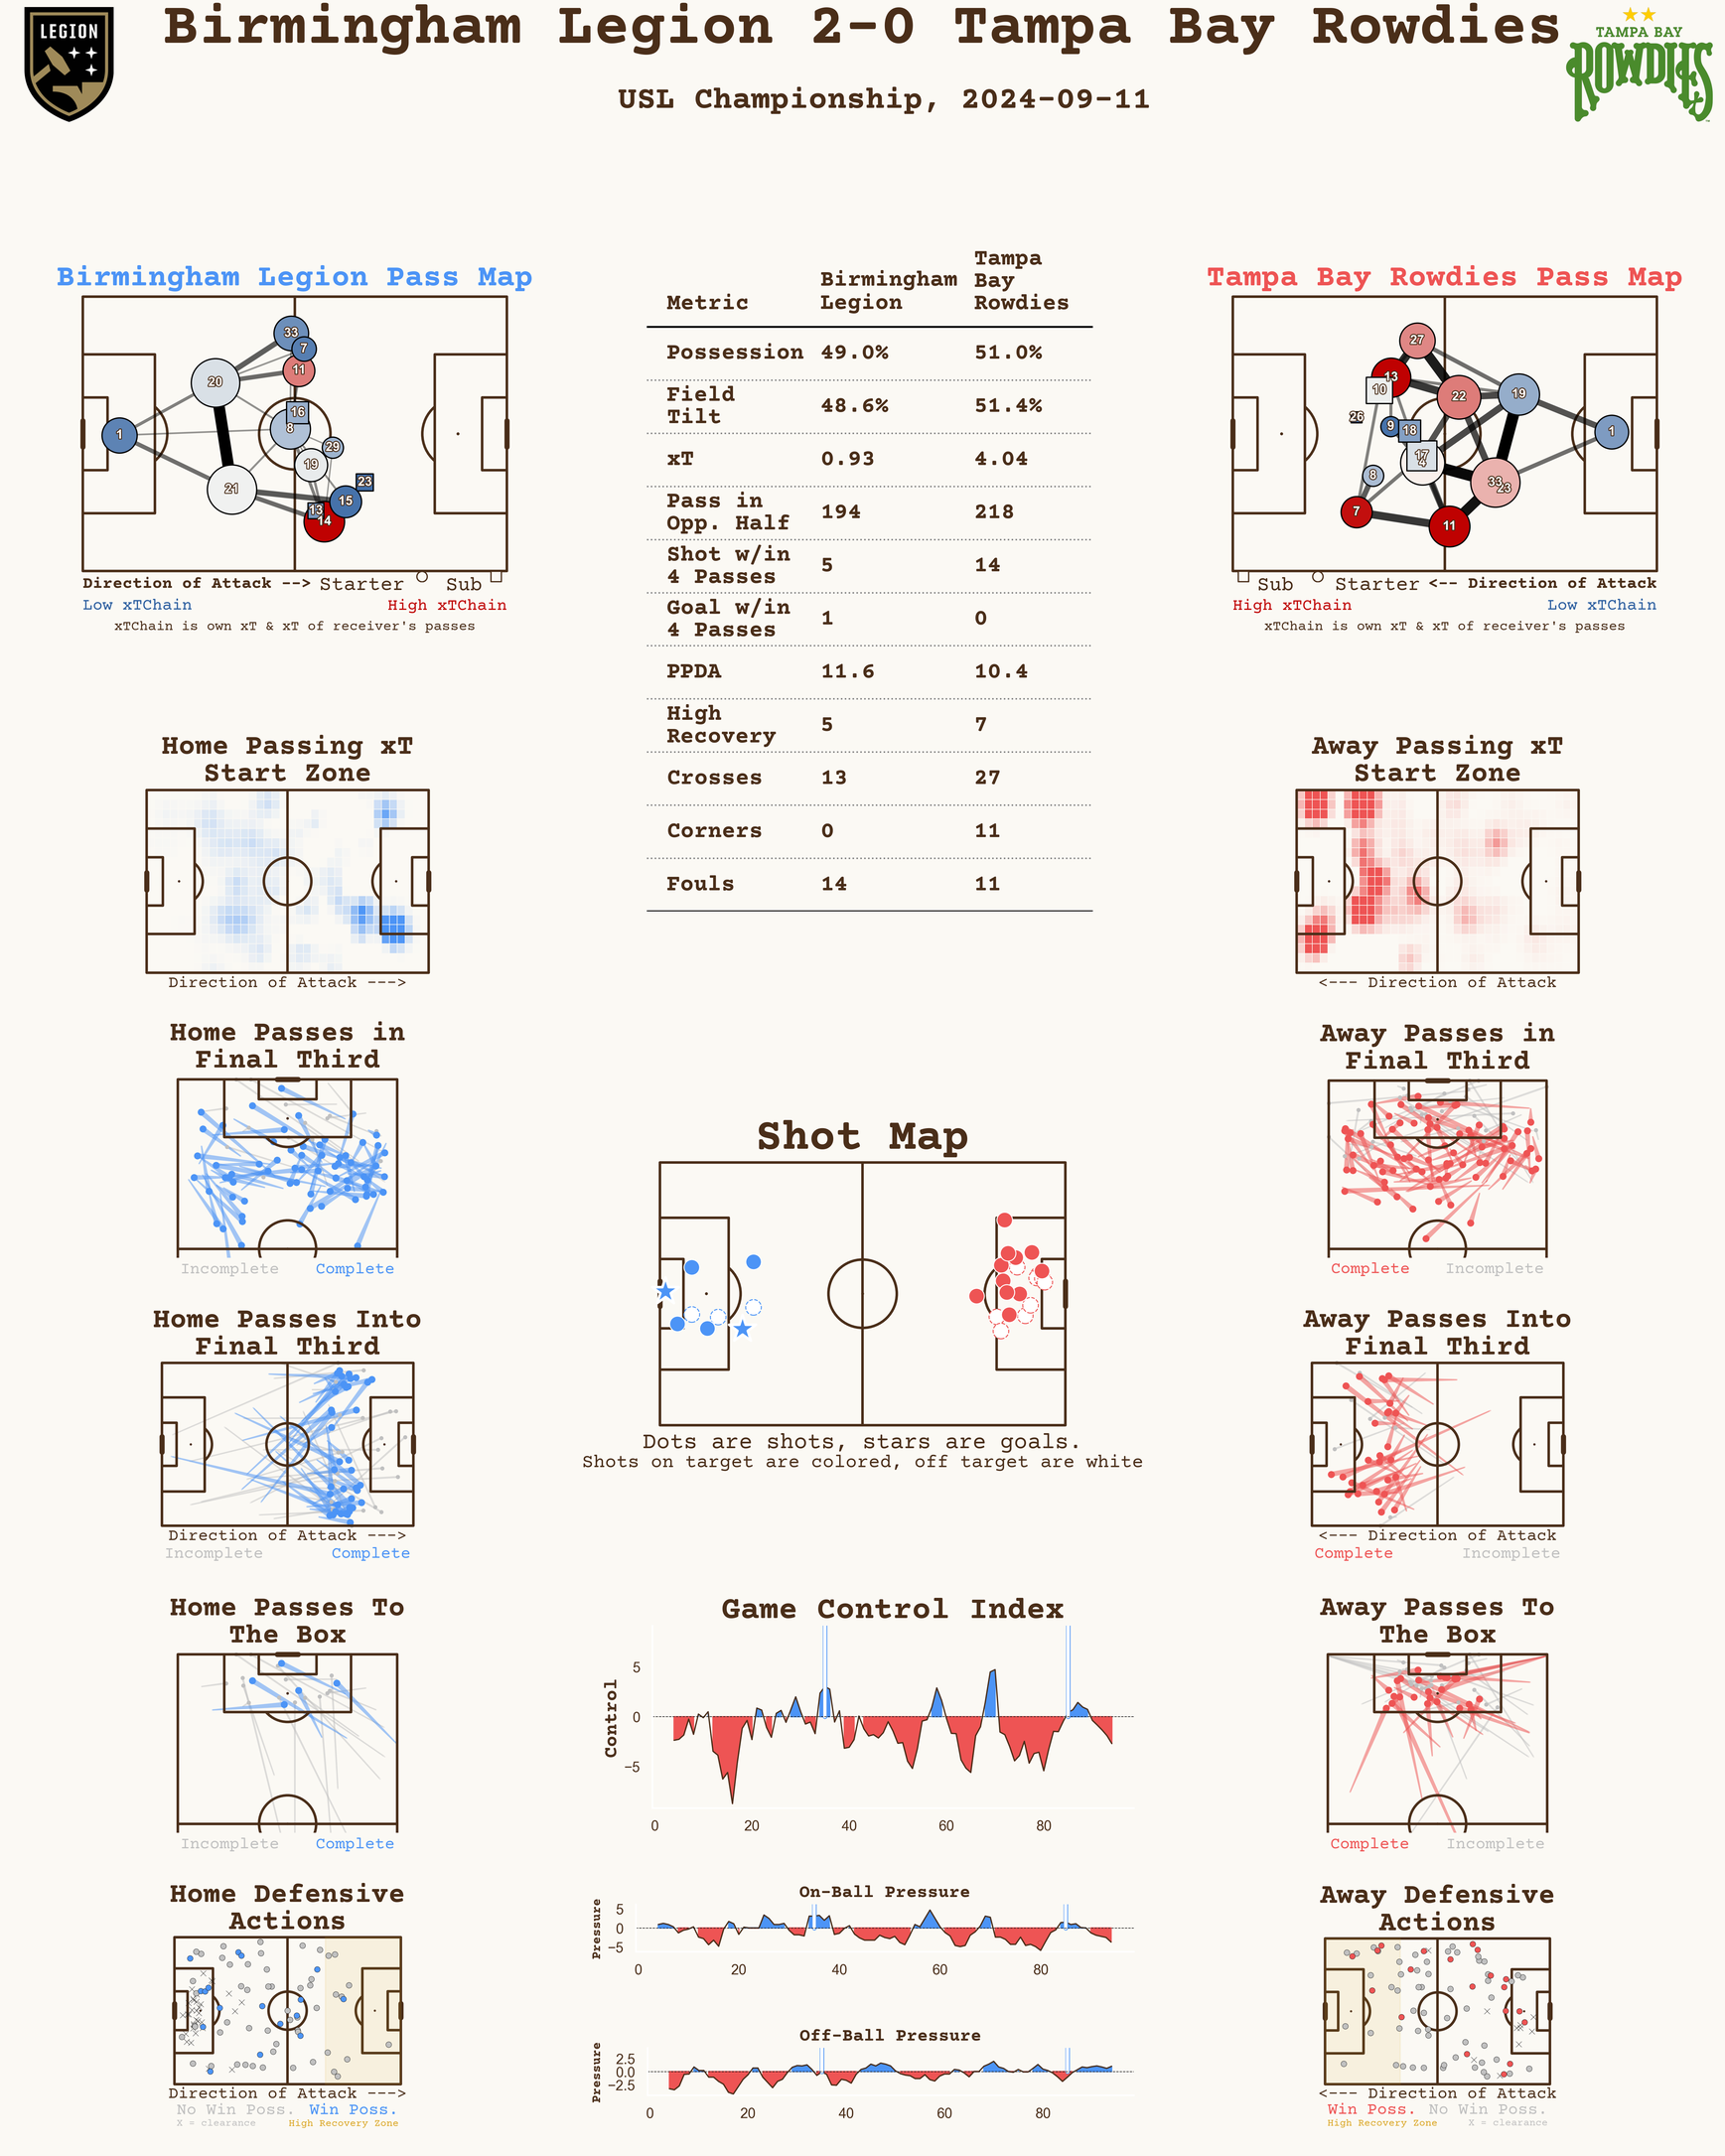 Birmingham Legion 2-0 Tampa Bay Rowdies
LEGION
TAMPA BAY
ROWDIES
USL Championship, 2024-09-11
Birmingham Legion Pass Map
33
7
11
20
16
8
1
29
19
23
21
15
13
14
Direction of Attack --> Starter Sub
Low xTChain High xTChain
xTChain is own xT & xT of receiver's passes
Metric Birmingham Legion Tampa Bay Rowdies
Possession 49.0% 51.0%
Field Tilt 48.6% 51.4%
xT 0.93 4.04
Pass in Opp. Half 194 218
Shot w/in 4 Passes 5 14
Goal w/in 4 Passes 1 0
PPDA 11.6 10.4
High Recovery 5 7
Crosses 13 27
Corners 0 11
Fouls 14 11
Tampa Bay Rowdies Pass Map
27
13
10
22
19
26
9
18
1
17
4
8
33
23
7
11
Sub Starter <-- Direction of Attack
High xTChain Low xTChain
xTChain is own xT & xT of receiver's passes
Home Passing xT
Start Zone
Direction of Attack --->
Away Passing xT
Start Zone
<--- Direction of Attack
Home Passes in
Final Third
Incomplete Complete
Away Passes in
Final Third
Complete Incomplete
Shot Map
Dots are shots, stars are goals.
Shots on target are colored, off target are white
Home Passes Into
Final Third
Direction of Attack --->
Incomplete Complete
Away Passes Into
Final Third
<--- Direction of Attack
Complete Incomplete
Home Passes To
The Box
Incomplete Complete
Game Control Index
Control
5
0
−5
0 20 40 60 80
Away Passes To
The Box
Complete Incomplete
Home Defensive
Actions
Direction of Attack --->
No Win Poss. Win Poss.
X = clearance High Recovery Zone
On-Ball Pressure
Pressure
5
0
−5
0 20 40 60 80
Off-Ball Pressure
Pressure
2.5
0.0
−2.5
0 20 40 60 80
Away Defensive
Actions
<--- Direction of Attack
Win Poss. No Win Poss.
High Recovery Zone X = clearance